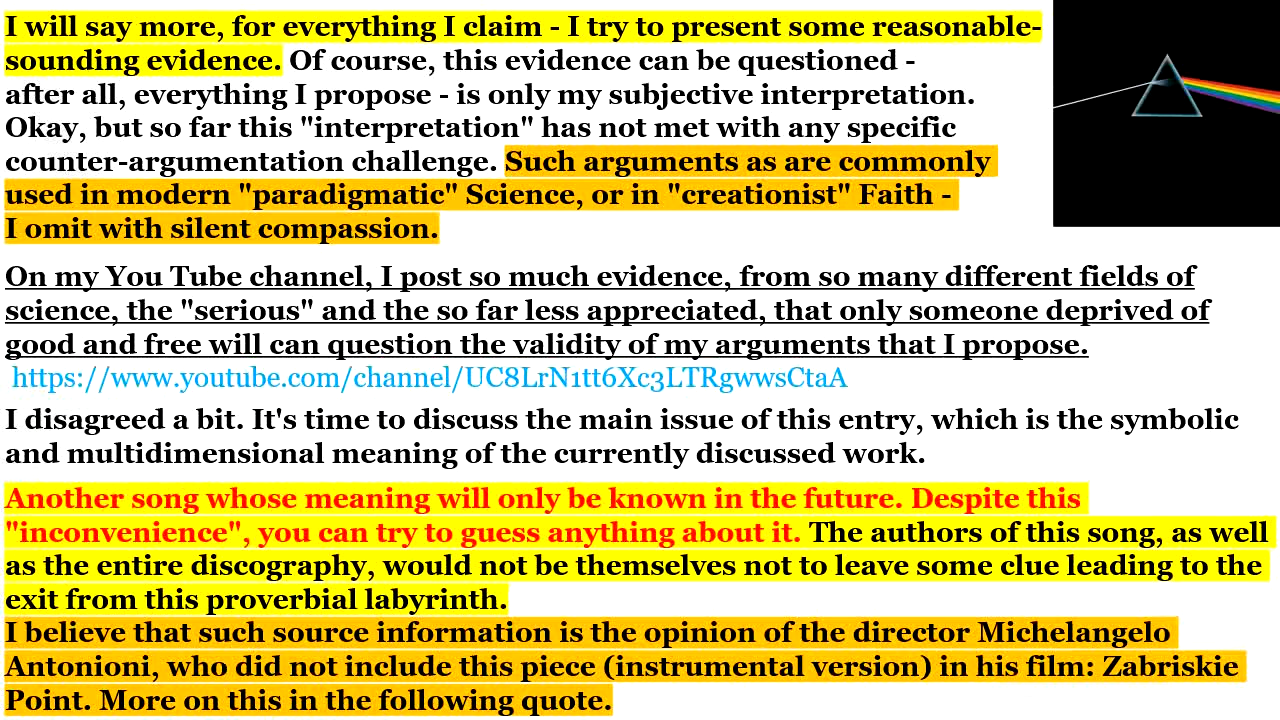 I will say more, for everything I claim - I try to present some reasonable-
sounding evidence. Of course, this evidence can be questioned -
after all, everything I propose - is only my subjective interpretation.
Okay, but so far this "interpretation" has not met with any specific
counter-argumentation challenge. Such arguments as are commonly
used in modern "paradigmatic" Science, or in "creationist" Faith -
I omit with silent compassion.
On my You Tube channel, I post so much evidence, from so many different fields of
science, the "serious" and the so far less appreciated, that only someone deprived of
good and free will can question the validity of my arguments that I propose.
https://www.youtube.com/channel/UC8LrN1tt6Xc3LTRgwwsCtaA
I disagreed a bit. It's time to discuss the main issue of this entry, which is the symbolic
and multidimensional meaning of the currently discussed work.
Another song whose meaning will only be known in the future. Despite this
"inconvenience", you can try to guess anything about it. The authors of this song, as well
as the entire discography, would not be themselves not to leave some clue leading to the
exit from this proverbial labyrinth.
I believe that such source information is the opinion of the director Michelangelo
Antonioni, who did not include this piece (instrumental version) in his film: Zabriskie
Point. More on this in the following quote.